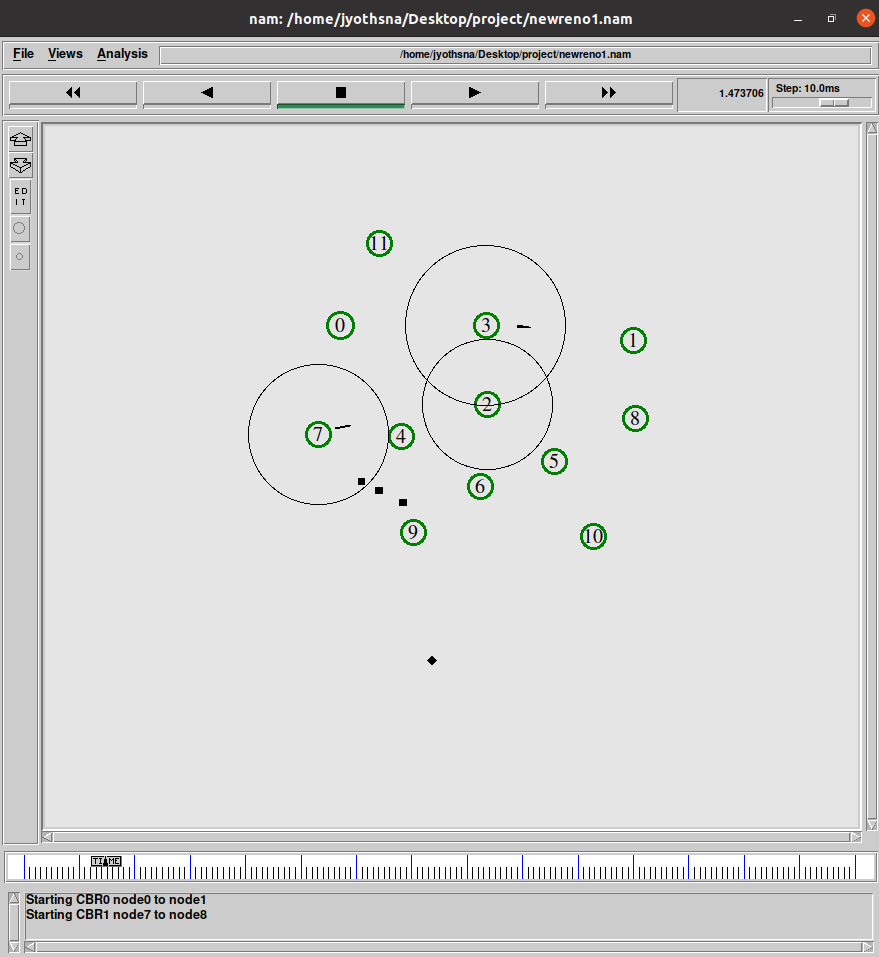 nam: /home/jyothsna/Desktop/project/newreno1.nam
File Views Analysis /home/jyothsna/Desktop/project/newreno1.nam
1.473706 Step: 10.0ms
ED
IT
11
0 3 1
2 8
7 4 5
6
9 10
TIME
Starting CBR0 node0 to node1
Starting CBR1 node7 to node8